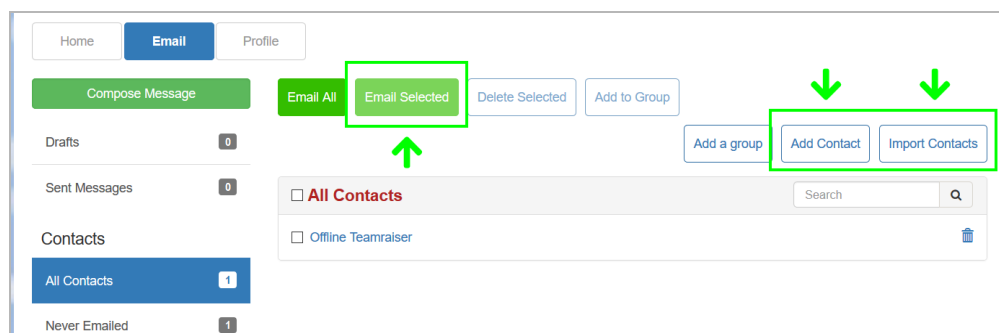 Home Email Profile
Compose Message
Email All Email Selected Delete Selected Add to Group
Drafts 0
Add a group Add Contact Import Contacts
Sent Messages 0
All Contacts Search
Contacts
Offline Teamraiser
All Contacts 1
Never Emailed 1